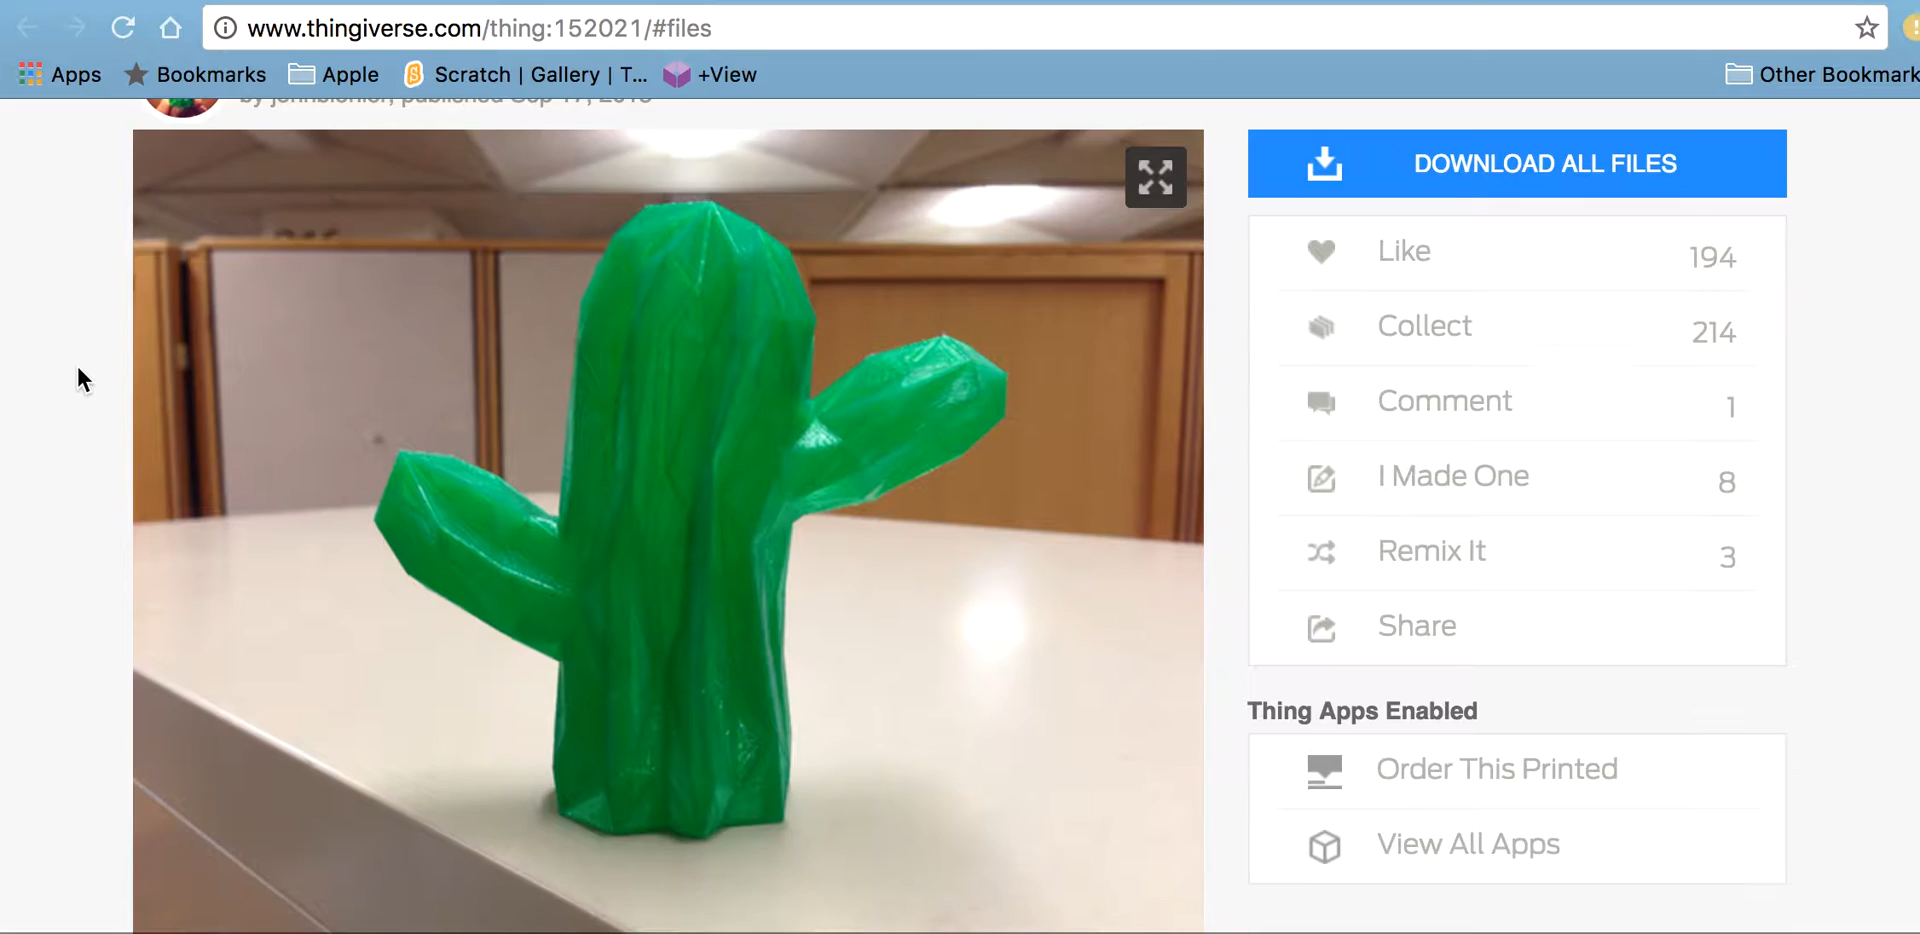 www.thingiverse.com/thing:152021/#files
Apps Bookmarks Apple Scratch | Gallery | T... +View Other Bookmark
DOWNLOAD ALL FILES
Like 194
Collect 214
Comment 1
I Made One 8
Remix It 3
Share
Thing Apps Enabled
Order This Printed
View All Apps